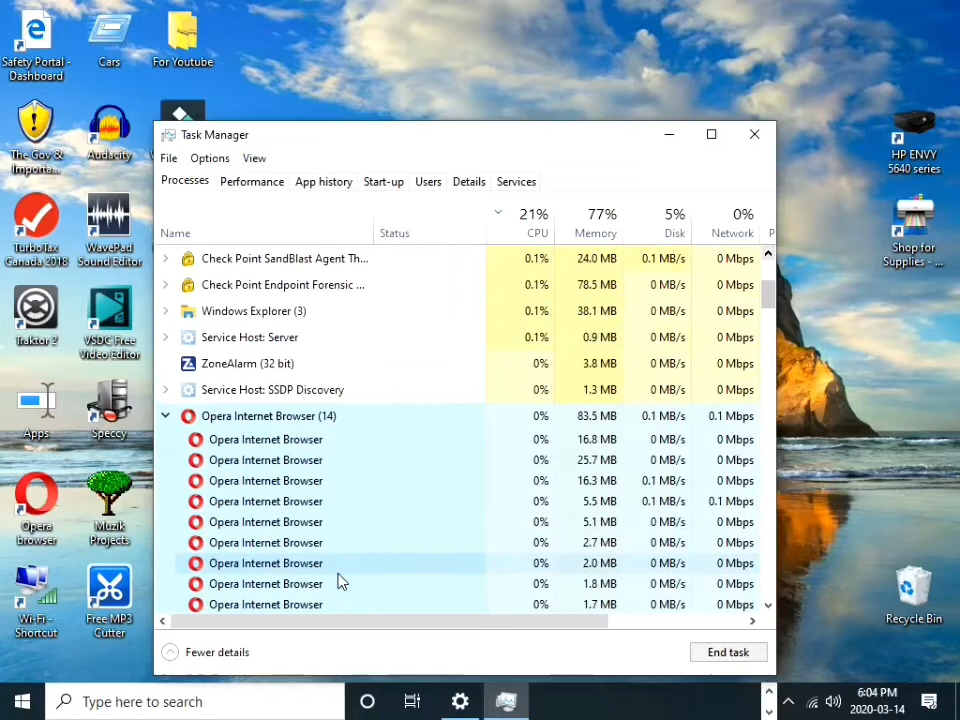 Safety Portal -
Dashboard
Cars
For Youtube
The Gov &
Importa...
Audacity
TurboTax
Canada 2018
WavePad
Sound Editor
Traktor 2
VSDC Free
Video Editor
Apps
Speccy
Opera
browser
Muzik
Projects
Wi-Fi -
Shortcut
Free MP3
Cutter
Task Manager
File Options View
Processes Performance App history Start-up Users Details Services
21% 77% 5% 0%
Name Status CPU Memory Disk Network P
Check Point SandBlast Agent Th... 0.1% 24.0 MB 0.1 MB/s 0 Mbps
Check Point Endpoint Forensic ... 0.1% 78.5 MB 0 MB/s 0 Mbps
Windows Explorer (3) 0.1% 38.1 MB 0 MB/s 0 Mbps
Service Host: Server 0.1% 0.9 MB 0 MB/s 0 Mbps
ZoneAlarm (32 bit) 0% 3.8 MB 0 MB/s 0 Mbps
Service Host: SSDP Discovery 0% 1.3 MB 0 MB/s 0 Mbps
Opera Internet Browser (14) 0% 83.5 MB 0.1 MB/s 0.1 Mbps
Opera Internet Browser 0% 16.8 MB 0 MB/s 0 Mbps
Opera Internet Browser 0% 25.7 MB 0 MB/s 0 Mbps
Opera Internet Browser 0% 16.3 MB 0 MB/s 0 Mbps
Opera Internet Browser 0% 5.5 MB 0.1 MB/s 0.1 Mbps
Opera Internet Browser 0% 5.1 MB 0 MB/s 0 Mbps
Opera Internet Browser 0% 2.7 MB 0 MB/s 0 Mbps
Opera Internet Browser 0% 2.0 MB 0 MB/s 0 Mbps
Opera Internet Browser 0% 1.8 MB 0 MB/s 0 Mbps
Opera Internet Browser 0% 1.7 MB 0 MB/s 0 Mbps
Fewer details
End task
HP ENVY
5640 series
Shop for
Supplies - ...
Recycle Bin
Type here to search
6:04 PM
2020-03-14